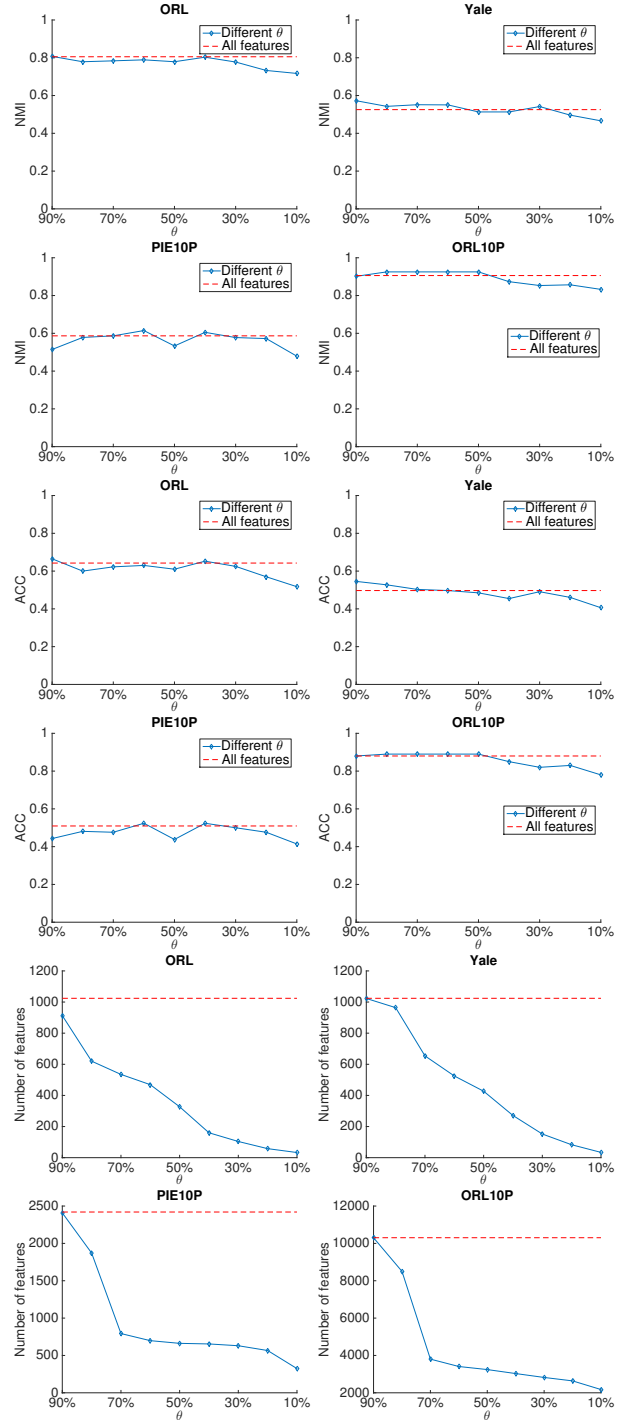 ORL
1
0.8
0.6
0.4
0.2
0
NMI
90% 70% 50% 30% 10%
θ
Different θ
All features
Yale
1
0.8
0.6
0.4
0.2
0
NMI
90% 70% 50% 30% 10%
θ
Different θ
All features
PIE10P
1
0.8
0.6
0.4
0.2
0
NMI
90% 70% 50% 30% 10%
θ
Different θ
All features
ORL10P
1
0.8
0.6
0.4
0.2
0
NMI
90% 70% 50% 30% 10%
θ
Different θ
All features
ORL
1
0.8
0.6
0.4
0.2
0
ACC
90% 70% 50% 30% 10%
θ
Different θ
All features
Yale
1
0.8
0.6
0.4
0.2
0
ACC
90% 70% 50% 30% 10%
θ
Different θ
All features
PIE10P
1
0.8
0.6
0.4
0.2
0
ACC
90% 70% 50% 30% 10%
θ
Different θ
All features
ORL10P
1
0.8
0.6
0.4
0.2
0
ACC
90% 70% 50% 30% 10%
θ
Different θ
All features
ORL
1200
1000
800
600
400
200
0
Number of features
90% 70% 50% 30% 10%
θ
Yale
1200
1000
800
600
400
200
0
Number of features
90% 70% 50% 30% 10%
θ
PIE10P
2500
2000
1500
1000
500
0
Number of features
90% 70% 50% 30% 10%
θ
ORL10P
12000
10000
8000
6000
4000
2000
Number of features
90% 70% 50% 30% 10%
θ